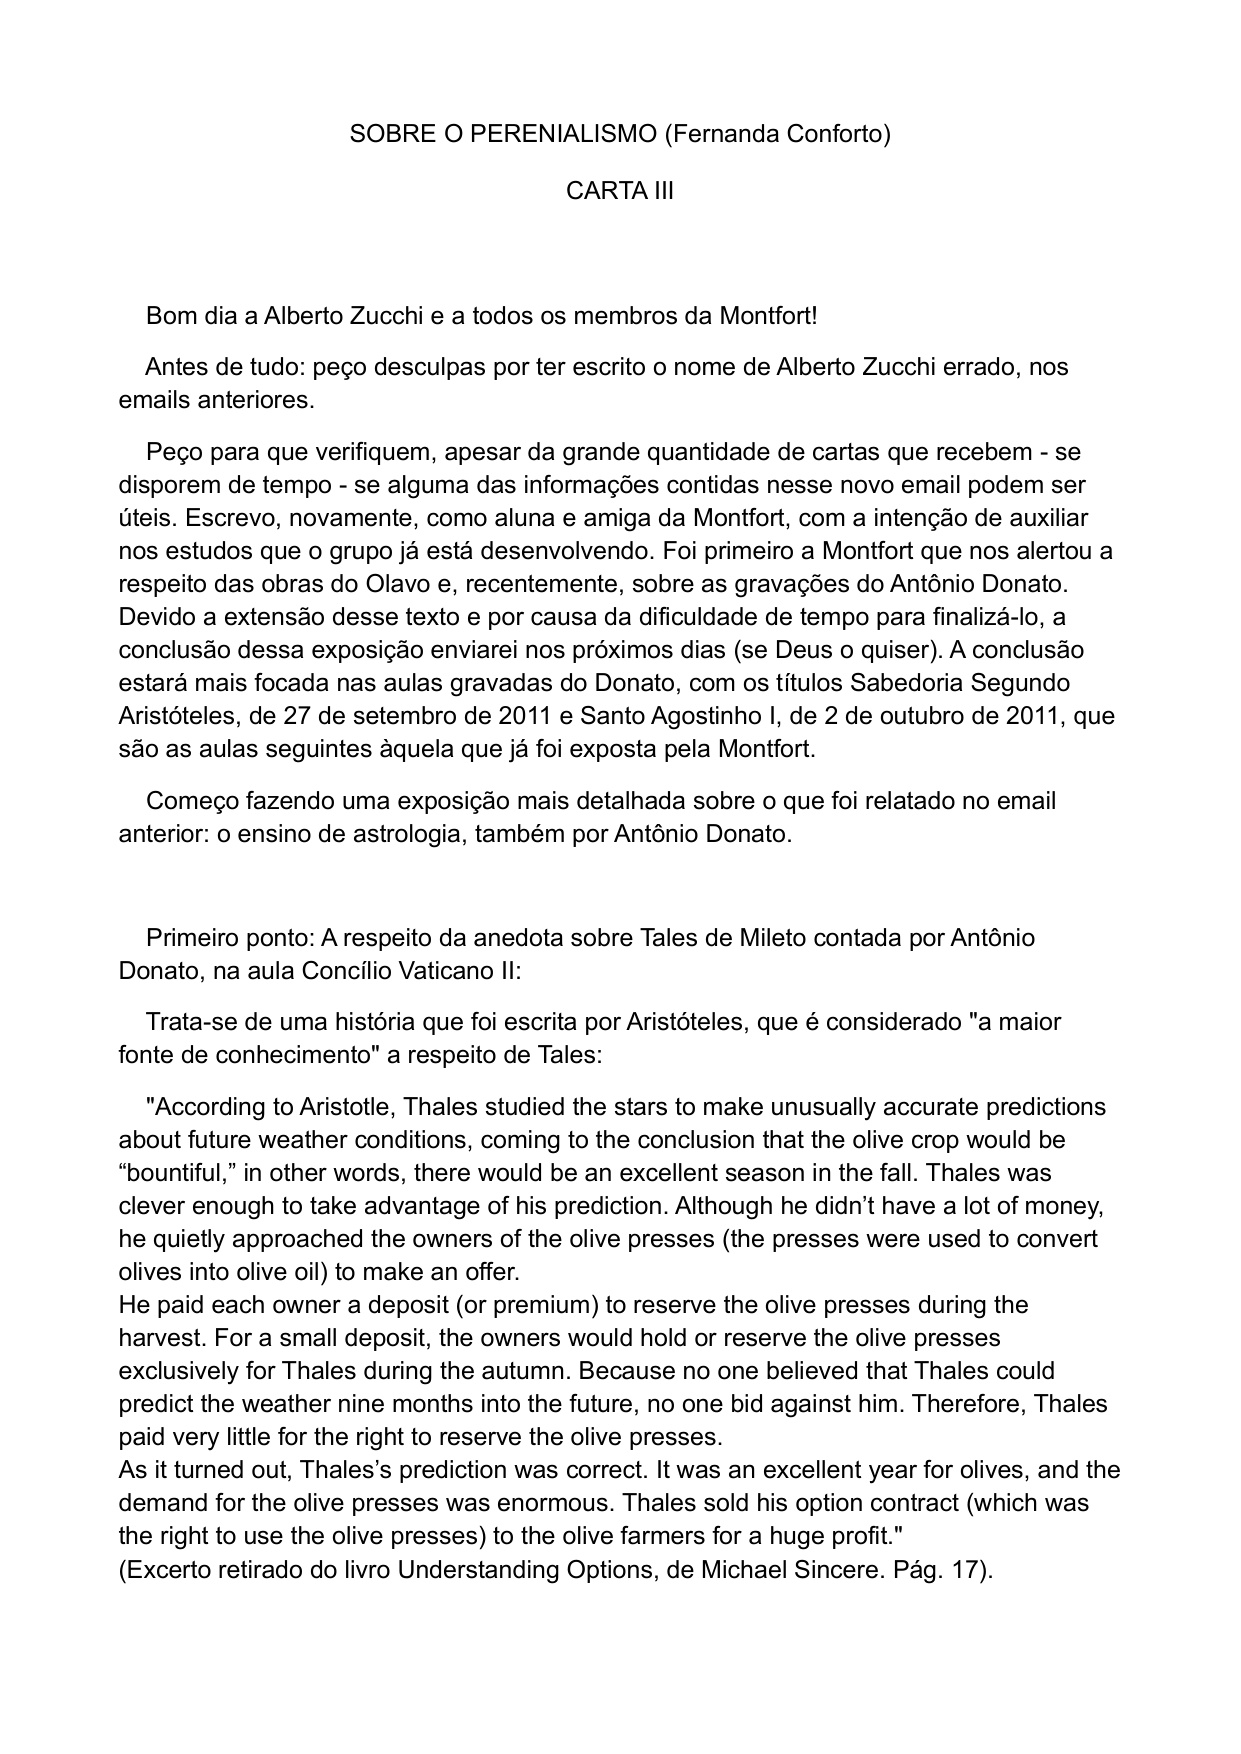 SOBRE O PERENIALISMO (Fernanda Conforto)
CARTA III
Bom dia a Alberto Zucchi e a todos os membros da Montfort!
Antes de tudo: peço desculpas por ter escrito o nome de Alberto Zucchi errado, nos
emails anteriores.
Peço para que verifiquem, apesar da grande quantidade de cartas que recebem - se
disporem de tempo - se alguma das informações contidas nesse novo email podem ser
úteis. Escrevo, novamente, como aluna e amiga da Montfort, com a intenção de auxiliar
nos estudos que o grupo já está desenvolvendo. Foi primeiro a Montfort que nos alertou a
respeito das obras do Olavo e, recentemente, sobre as gravações do Antônio Donato.
Devido a extensão desse texto e por causa da dificuldade de tempo para finalizá-lo, a
conclusão dessa exposição enviarei nos próximos dias (se Deus o quiser). A conclusão
estará mais focada nas aulas gravadas do Donato, com os títulos Sabedoria Segundo
Aristóteles, de 27 de setembro de 2011 e Santo Agostinho I, de 2 de outubro de 2011, que
são as aulas seguintes àquela que já foi exposta pela Montfort.
Começo fazendo uma exposição mais detalhada sobre o que foi relatado no email
anterior: o ensino de astrologia, também por Antônio Donato.
Primeiro ponto: A respeito da anedota sobre Tales de Mileto contada por Antônio
Donato, na aula Concílio Vaticano II:
Trata-se de uma história que foi escrita por Aristóteles, que é considerado "a maior
fonte de conhecimento" a respeito de Tales:
"According to Aristotle, Thales studied the stars to make unusually accurate predictions
about future weather conditions, coming to the conclusion that the olive crop would be
“bountiful,” in other words, there would be an excellent season in the fall. Thales was
clever enough to take advantage of his prediction. Although he didn’t have a lot of money,
he quietly approached the owners of the olive presses (the presses were used to convert
olives into olive oil) to make an offer.
He paid each owner a deposit (or premium) to reserve the olive presses during the
harvest. For a small deposit, the owners would hold or reserve the olive presses
exclusively for Thales during the autumn. Because no one believed that Thales could
predict the weather nine months into the future, no one bid against him. Therefore, Thales
paid very little for the right to reserve the olive presses.
As it turned out, Thales’s prediction was correct. It was an excellent year for olives, and the
demand for the olive presses was enormous. Thales sold his option contract (which was
the right to use the olive presses) to the olive farmers for a huge profit."
(Excerto retirado do livro Understanding Options, de Michael Sincere. Pág. 17).